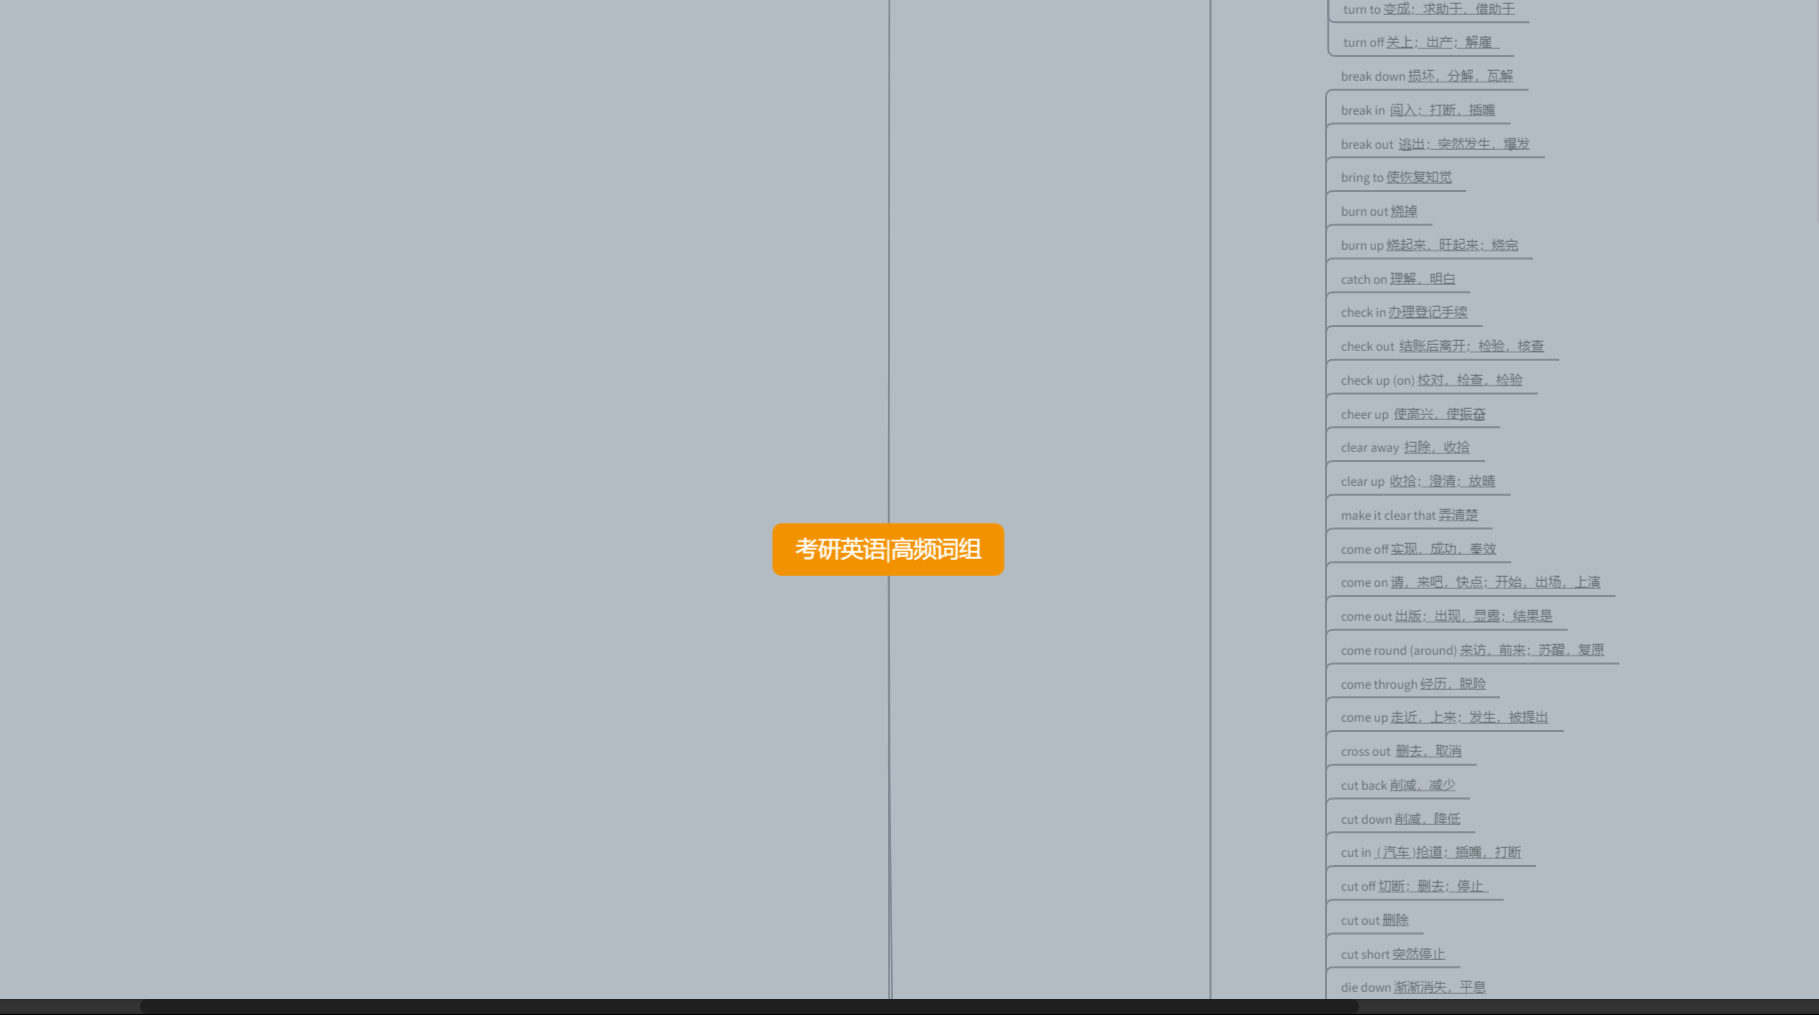 turn to 变成；求助于，借助于
turn off 关上；出产；解雇
break down 损坏，分解，瓦解
break in 闯入；打断，插嘴
break out 逃出；突然发生，爆发
bring to 使恢复知觉
burn out 烧掉
burn up 烧起来，旺起来；烧完
catch on 理解，明白
check in 办理登记手续
check out 结账后离开；检验，核查
check up (on) 校对，检查，检验
cheer up 使高兴，使振奋
clear away 扫除，收拾
clear up 收拾；澄清；放晴
make it clear that 弄清楚
考研英语|高频词组
come off 实现，成功，奏效
come on 请，来吧，快点；开始，出场，上演
come out 出版；出现，显露；结果是
come round (around) 来访，前来；苏醒，复原
come through 经历，脱险
come up 走近，上来；发生，被提出
cross out 删去，取消
cut back 削减，减少
cut down 削减，降低
cut in （汽车）抢道；插嘴，打断
cut off 切断；删去；停止
cut out 删除
cut short 突然停止
die down 渐渐消失，平息